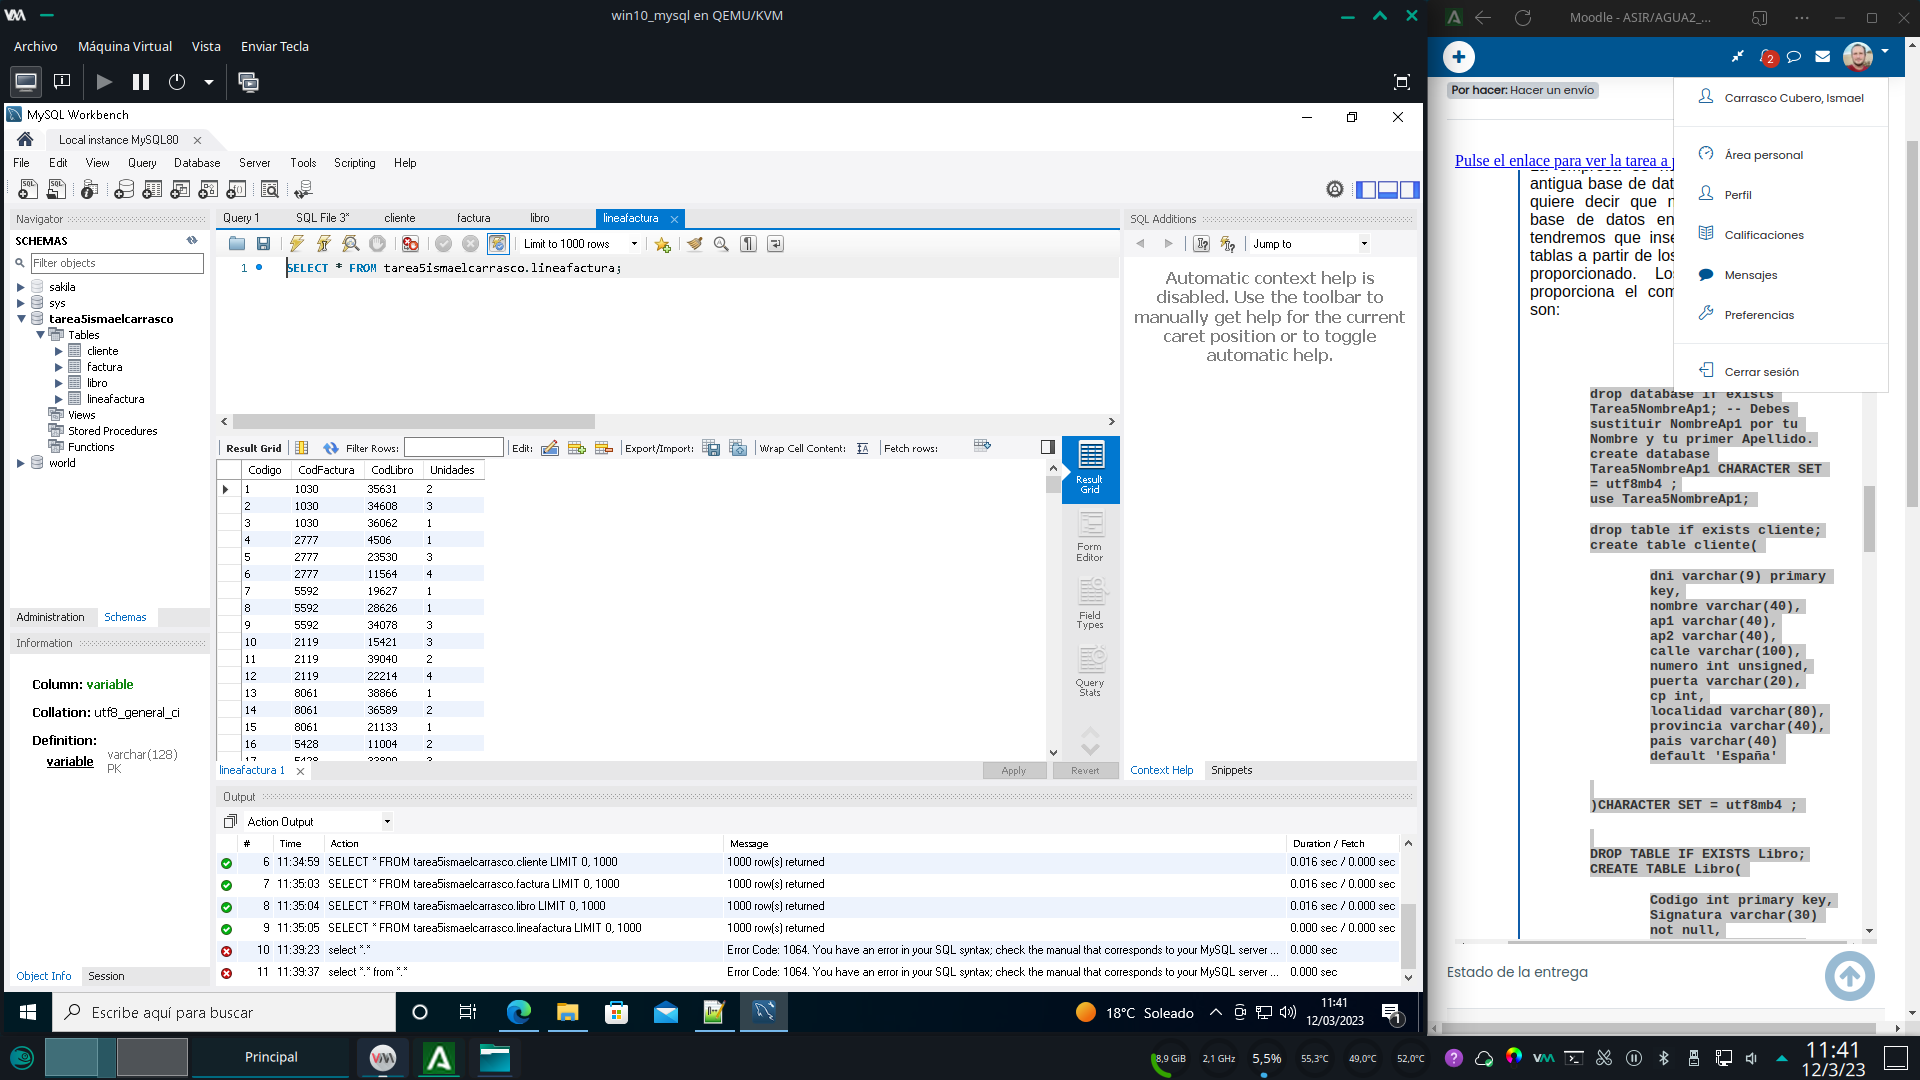 win10_mysql en QEMU/KVM
Archivo Máquina Virtual Vista Enviar Tecla
MySQL Workbench
Local instance MySQL80
File Edit View Query Database Server Tools Scripting Help
Navigator
SCHEMAS
Filter objects
sakila
sys
tarea5ismaelcarrasco
Tables
cliente
factura
libro
lineafactura
Views
Stored Procedures
Functions
world
Administration Schemas
Information
Column: variable
Collation: utf8_general_ci
Definition:
variable varchar(128)
PK
Object Info Session
Query 1 SQL File 3* cliente factura libro lineafactura
Limit to 1000 rows
1 SELECT * FROM tarea5ismaelcarrasco.lineafactura;
Result Grid Filter Rows: Edit: Export/Import: Wrap Cell Content: Fetch rows:
Codigo CodFactura CodLibro Unidades
1 1030 35631 2
2 1030 34608 3
3 1030 36062 1
4 2777 4506 1
5 2777 23530 3
6 2777 11564 4
7 5592 19627 1
8 5592 28626 1
9 5592 34078 3
10 2119 15421 3
11 2119 39040 2
12 2119 22214 4
13 8061 38866 1
14 8061 36589 2
15 8061 21133 1
16 5428 11004 2
Result
Grid
Form
Editor
Field
Types
Query
Stats
lineafactura 1 Apply Revert
SQL Additions
Jump to
Automatic context help is
disabled. Use the toolbar to
manually get help for the current
caret position or to toggle
automatic help.
Context Help Snippets
Output
Action Output
# Time Action Message Duration / Fetch
6 11:34:59 SELECT * FROM tarea5ismaelcarrasco.cliente LIMIT 0, 1000 1000 row(s) returned 0.016 sec / 0.000 sec
7 11:35:03 SELECT * FROM tarea5ismaelcarrasco.factura LIMIT 0, 1000 1000 row(s) returned 0.016 sec / 0.000 sec
8 11:35:04 SELECT * FROM tarea5ismaelcarrasco.libro LIMIT 0, 1000 1000 row(s) returned 0.016 sec / 0.000 sec
9 11:35:05 SELECT * FROM tarea5ismaelcarrasco.lineafactura LIMIT 0, 1000 1000 row(s) returned 0.000 sec / 0.000 sec
10 11:39:23 select *.* Error Code: 1064. You have an error in your SQL syntax; check the manual that corresponds to your MySQL server ... 0.000 sec
11 11:39:37 select *.* from *.* Error Code: 1064. You have an error in your SQL syntax; check the manual that corresponds to your MySQL server ... 0.000 sec
Escribe aquí para buscar
18°C Soleado
11:41
12/03/2023
1
Moodle - ASIR/AGUA2_...
2
Por hacer: Hacer un envío
Carrasco Cubero, Ismael
Área personal
Perfil
Calificaciones
Mensajes
Preferencias
Cerrar sesión
Pulse el enlace para ver la tarea a
antigua base de dat
quiere decir que n
base de datos en
tendremos que inse
tablas a partir de los
proporcionado. Lo
proporciona el com
son:
drop database if exists
Tarea5NombreAp1; -- Debes
sustituir NombreAp1 por tu
Nombre y tu primer Apellido.
create database
Tarea5NombreAp1 CHARACTER SET
= utf8mb4 ;
use Tarea5NombreAp1;
drop table if exists cliente;
create table cliente(
dni varchar(9) primary
key,
nombre varchar(40),
ap1 varchar(40),
ap2 varchar(40),
calle varchar(100),
numero int unsigned,
puerta varchar(20),
cp int,
localidad varchar(80),
provincia varchar(40),
pais varchar(40)
default 'España'
)CHARACTER SET = utf8mb4 ;
DROP TABLE IF EXISTS Libro;
CREATE TABLE Libro(
Codigo int primary key,
Signatura varchar(30)
not null,
Estado de la entrega
Principal
8,9 GiB 2,1 GHz 5,5% 55,3°C 49,0°C 52,0°C
11:41
12/3/23